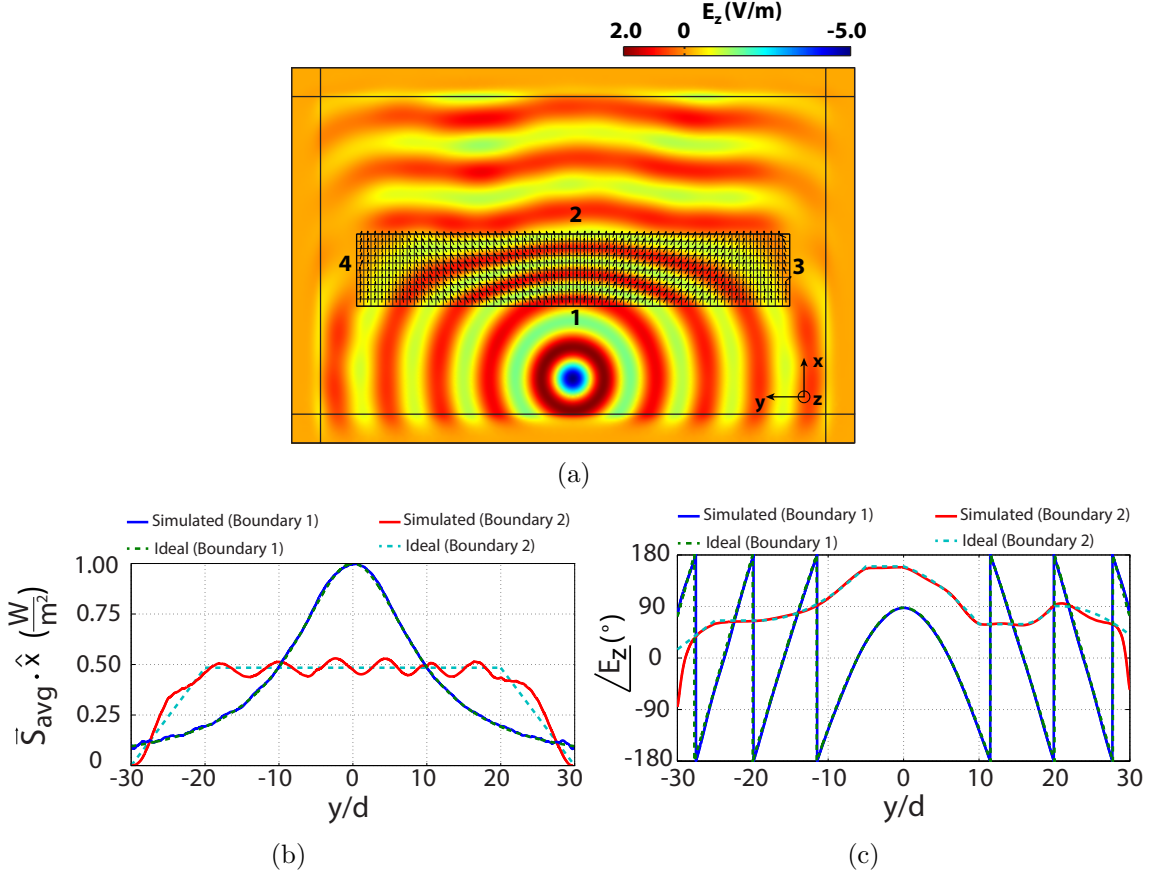 E_z (V/m)
2.0 0 -5.0
2
4 3
1
x
y z
(a)
Simulated (Boundary 1) Simulated (Boundary 2)
Ideal (Boundary 1) Ideal (Boundary 2)
1.00
0.75
0.50
0.25
0
-30 -20 -10 0 10 20 30
y/d
S̄_avg · x̂ (W/m²)
(b)
Simulated (Boundary 1) Simulated (Boundary 2)
Ideal (Boundary 1) Ideal (Boundary 2)
180
90
0
-90
-180
-30 -20 -10 0 10 20 30
y/d
∠E_z(°)
(c)